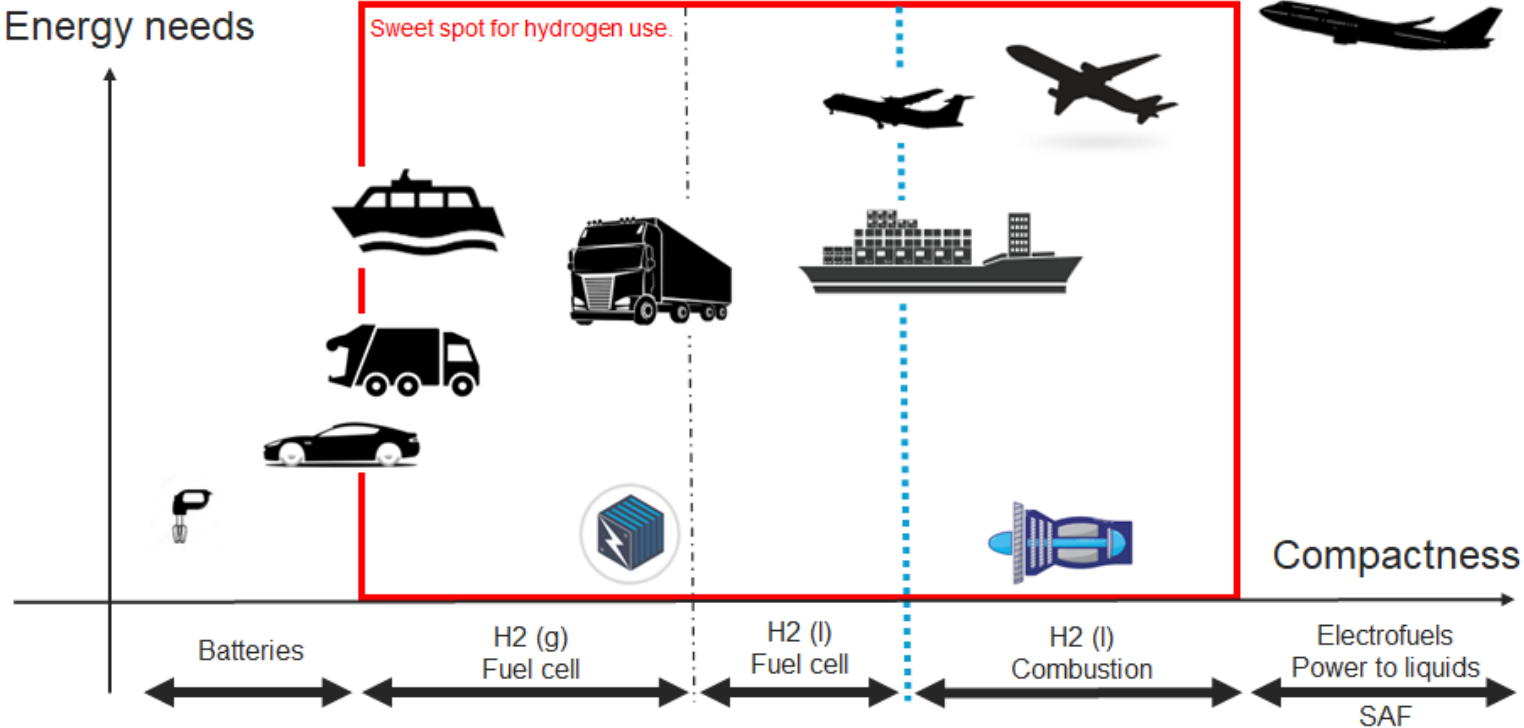 Energy needs
Sweet spot for hydrogen use.
Compactness
Batteries
H2 (g)
Fuel cell
H2 (l)
Fuel cell
H2 (l)
Combustion
Electrofuels
Power to liquids
SAF